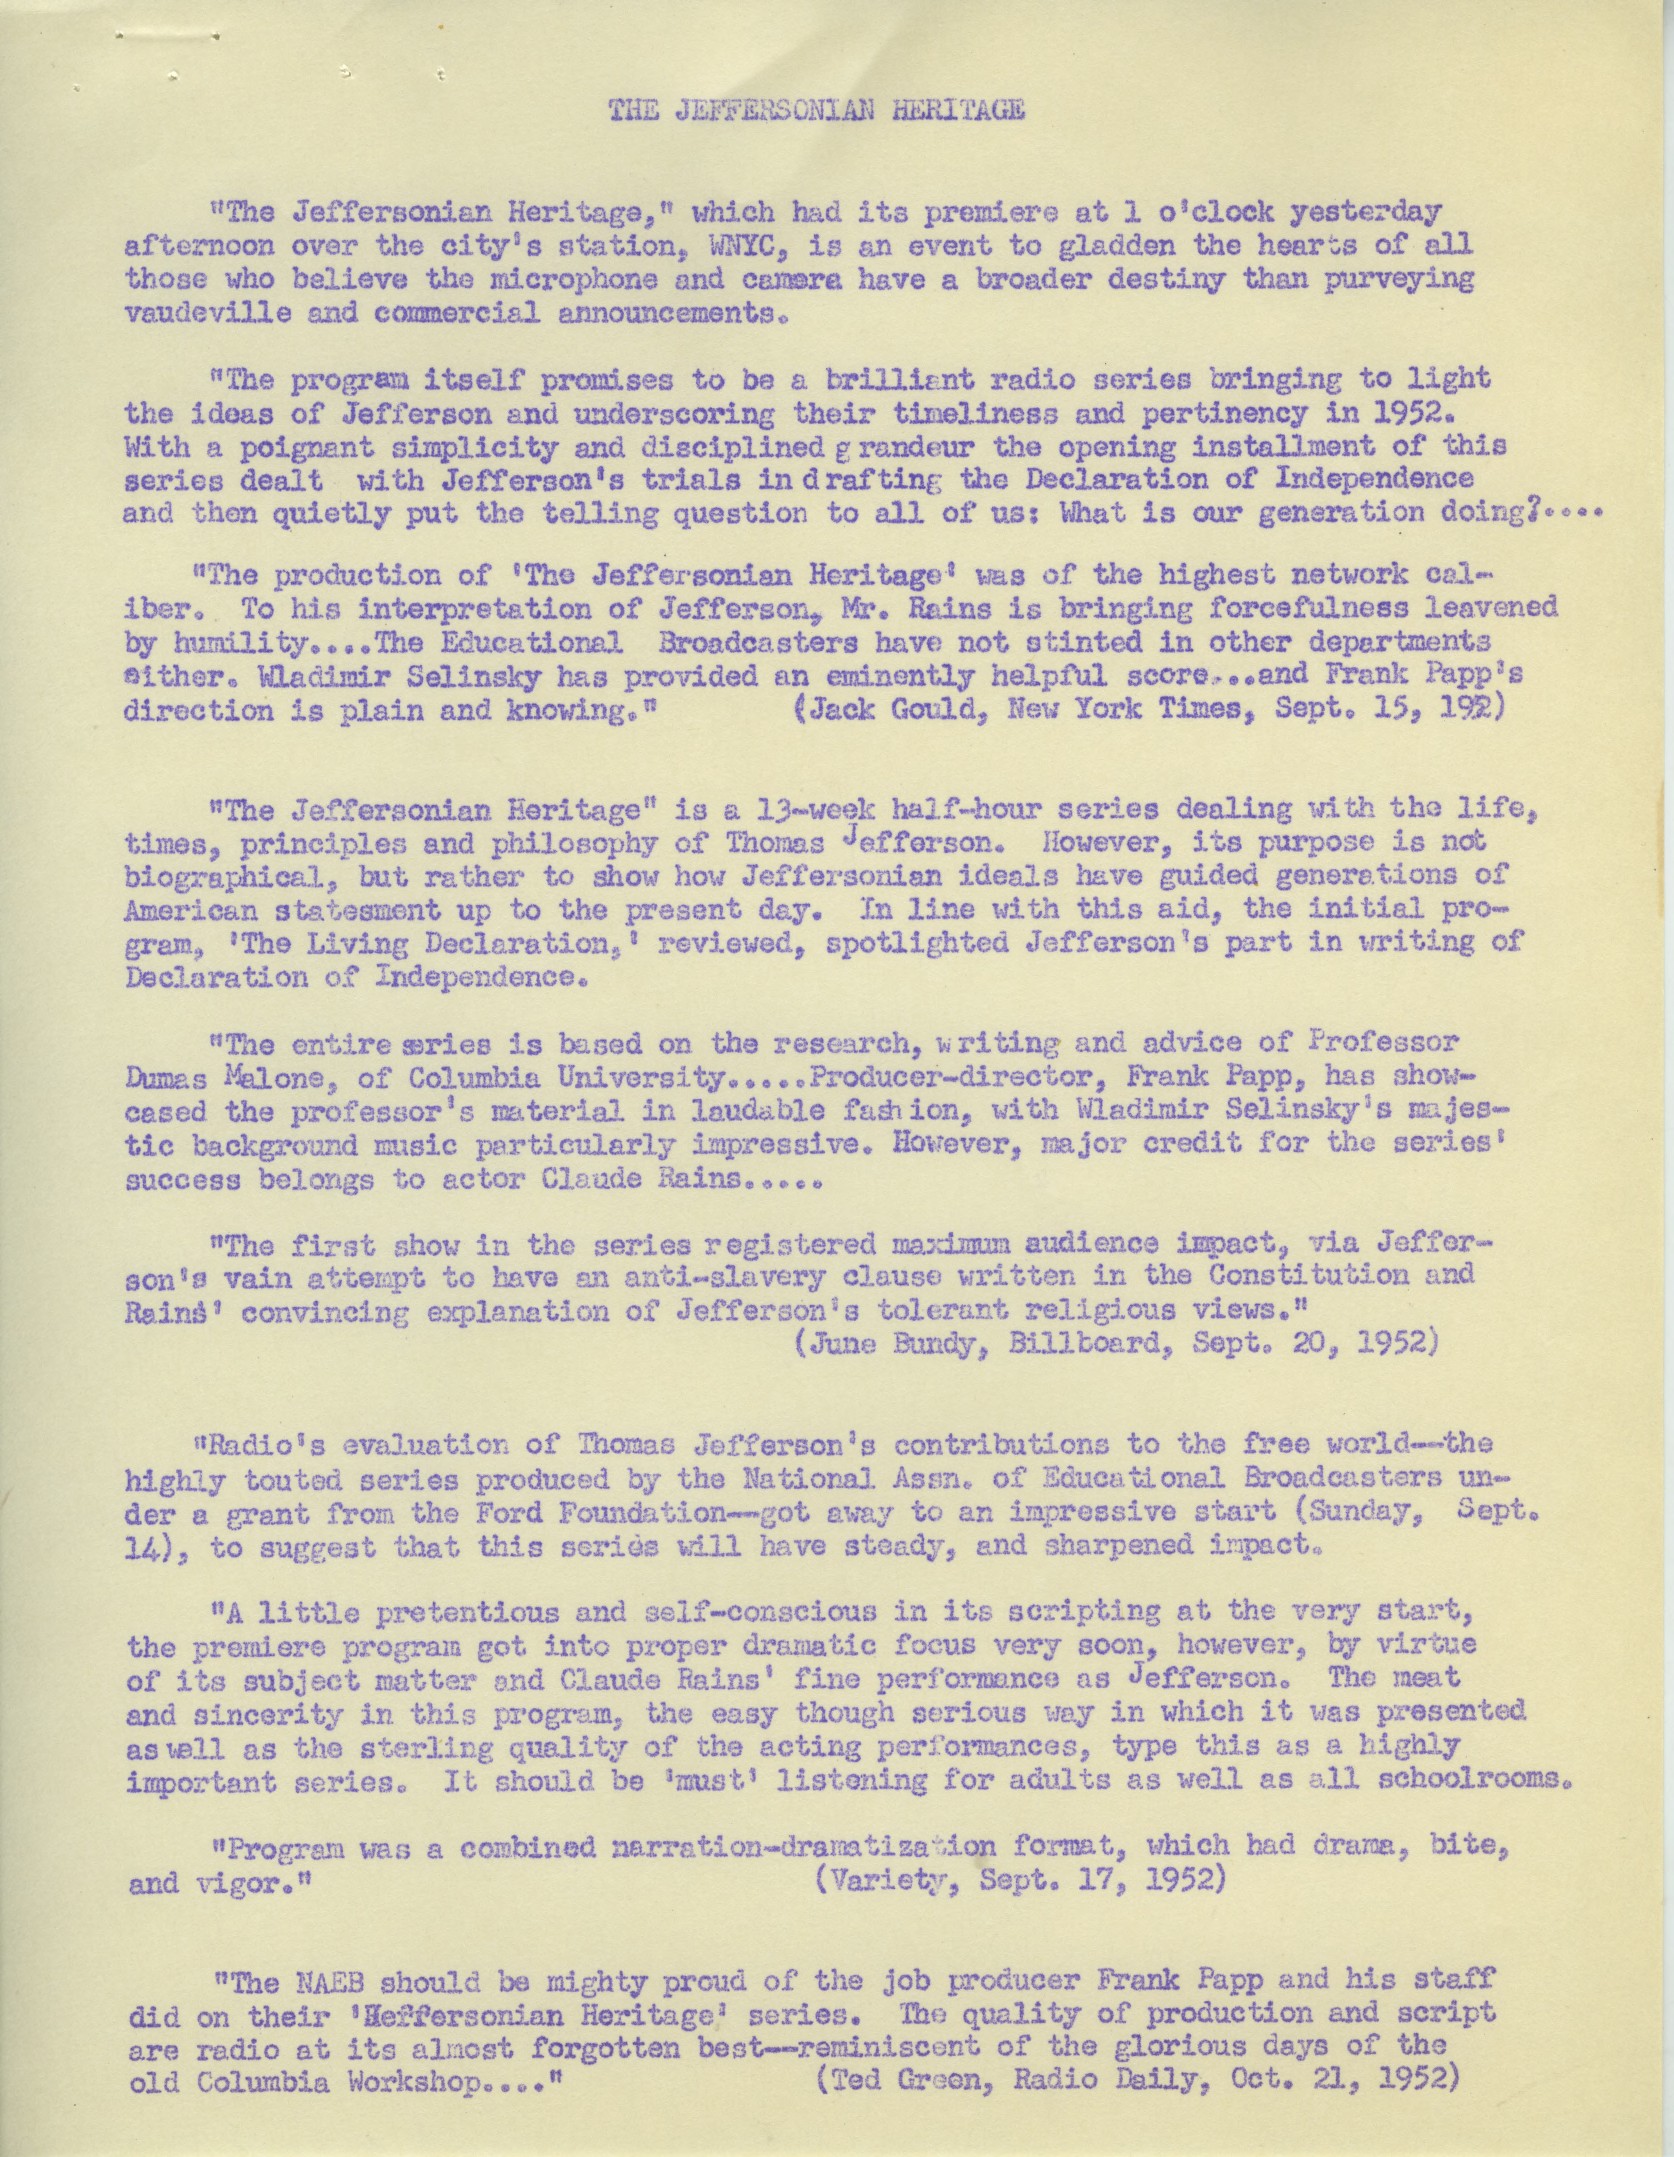 THE JEFFERSONIAN HERITAGE
"The Jeffersonian Heritage," which had its premiere at 1 o'clock yesterday
afternoon over the city's station, WNYC, is an event to gladden the hearts of all
those who believe the microphone and camera have a broader destiny than purveying
vaudeville and commercial announcements.
"The program itself promises to be a brilliant radio series bringing to light
the ideas of Jefferson and underscoring their timeliness and pertinency in 1952.
With a poignant simplicity and disciplined grandeur the opening installment of this
series dealt with Jefferson's trials in drafting the Declaration of Independence
and then quietly put the telling question to all of us: What is our generation doing?....
"The production of 'The Jeffersonian Heritage' was of the highest network cal-
iber. To his interpretation of Jefferson, Mr. Rains is bringing forcefulness leavened
by humility....The Educational Broadcasters have not stinted in other departments
either. Wladimir Selinsky has provided an eminently helpful score...and Frank Papp's
direction is plain and knowing." (Jack Gould, New York Times, Sept. 15, 192)
"The Jeffersonian Heritage" is a 13-week half-hour series dealing with the life,
times, principles and philosophy of Thomas Jefferson. However, its purpose is not
biographical, but rather to show how Jeffersonian ideals have guided generations of
American statesment up to the present day. In line with this aid, the initial pro-
gram, 'The Living Declaration,' reviewed, spotlighted Jefferson's part in writing of
Declaration of Independence.
"The entire series is based on the research, writing and advice of Professor
Dumas Malone, of Columbia University.....Producer-director, Frank Papp, has show-
cased the professor's material in laudable fashion, with Wladimir Selinsky's majes-
tic background music particularly impressive. However, major credit for the series'
success belongs to actor Claude Rains.....
"The first show in the series registered maximum audience impact, via Jeffer-
son's vain attempt to have an anti-slavery clause written in the Constitution and
Rains' convincing explanation of Jefferson's tolerant religious views."
(June Bundy, Billboard, Sept. 20, 1952)
"Radio's evaluation of Thomas Jefferson's contributions to the free world--the
highly touted series produced by the National Assn. of Educational Broadcasters un-
der a grant from the Ford Foundation--got away to an impressive start (Sunday, Sept.
14), to suggest that this series will have steady, and sharpened impact.
"A little pretentious and self-conscious in its scripting at the very start,
the premiere program got into proper dramatic focus very soon, however, by virtue
of its subject matter and Claude Rains' fine performance as Jefferson. The meat
and sincerity in this program, the easy though serious way in which it was presented
as well as the sterling quality of the acting performances, type this as a highly
important series. It should be 'must' listening for adults as well as all schoolrooms.
"Program was a combined narration-dramatization format, which had drama, bite,
and vigor." (Variety, Sept. 17, 1952)
"The NAEB should be mighty proud of the job producer Frank Papp and his staff
did on their 'Heffersonian Heritage' series. The quality of production and script
are radio at its almost forgotten best--reminiscent of the glorious days of the
old Columbia Workshop...." (Ted Green, Radio Daily, Oct. 21, 1952)